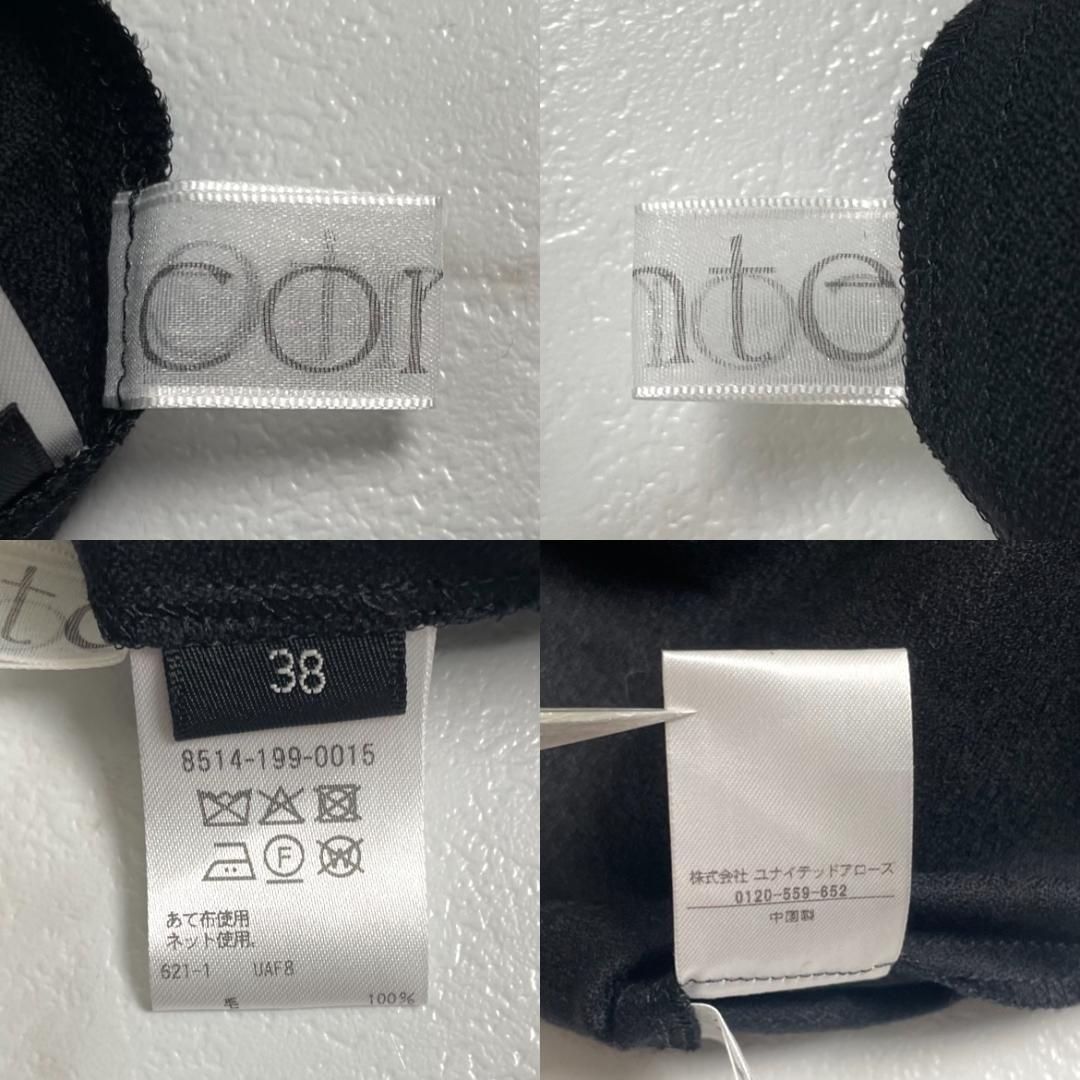 con
nte
te
38
8514-199-0015
F
W
あて布使用
ネット使用。
621-1 UAF8
毛 100%
株式会社 ユナイテッドアローズ
0120-559-652
中国製